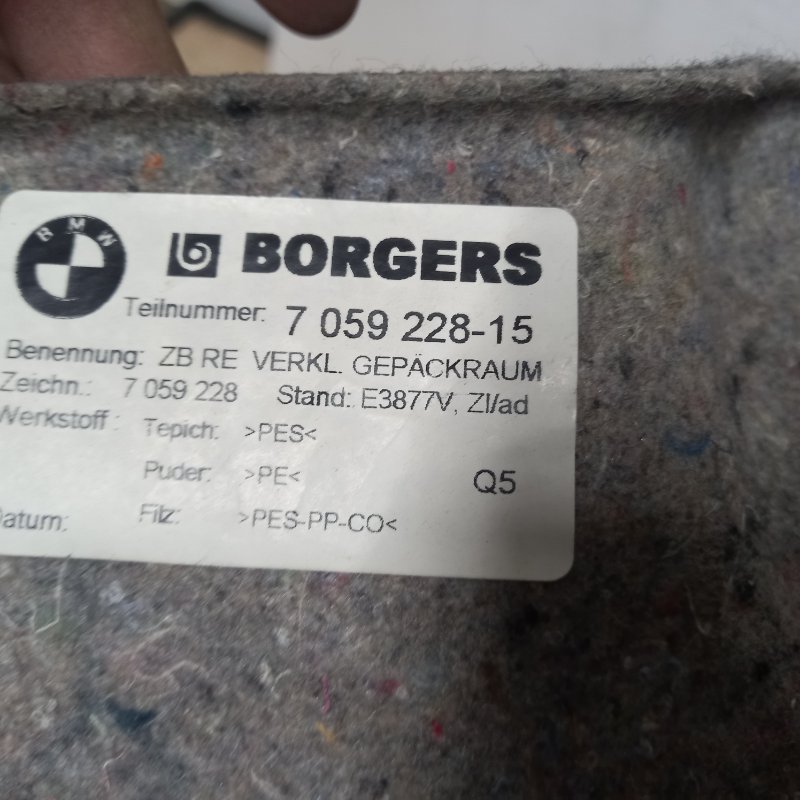 BMW
BORGERS
Teilnummer: 7 059 228-15
Benennung: ZB RE VERKL. GEPÄCKRAUM
Zeichn.: 7 059 228 Stand: E3877V, ZI/ad
Werkstoff: Tepich: >PES<
Puder: >PE< Q5
Datum: Filz: >PES-PP-CO<